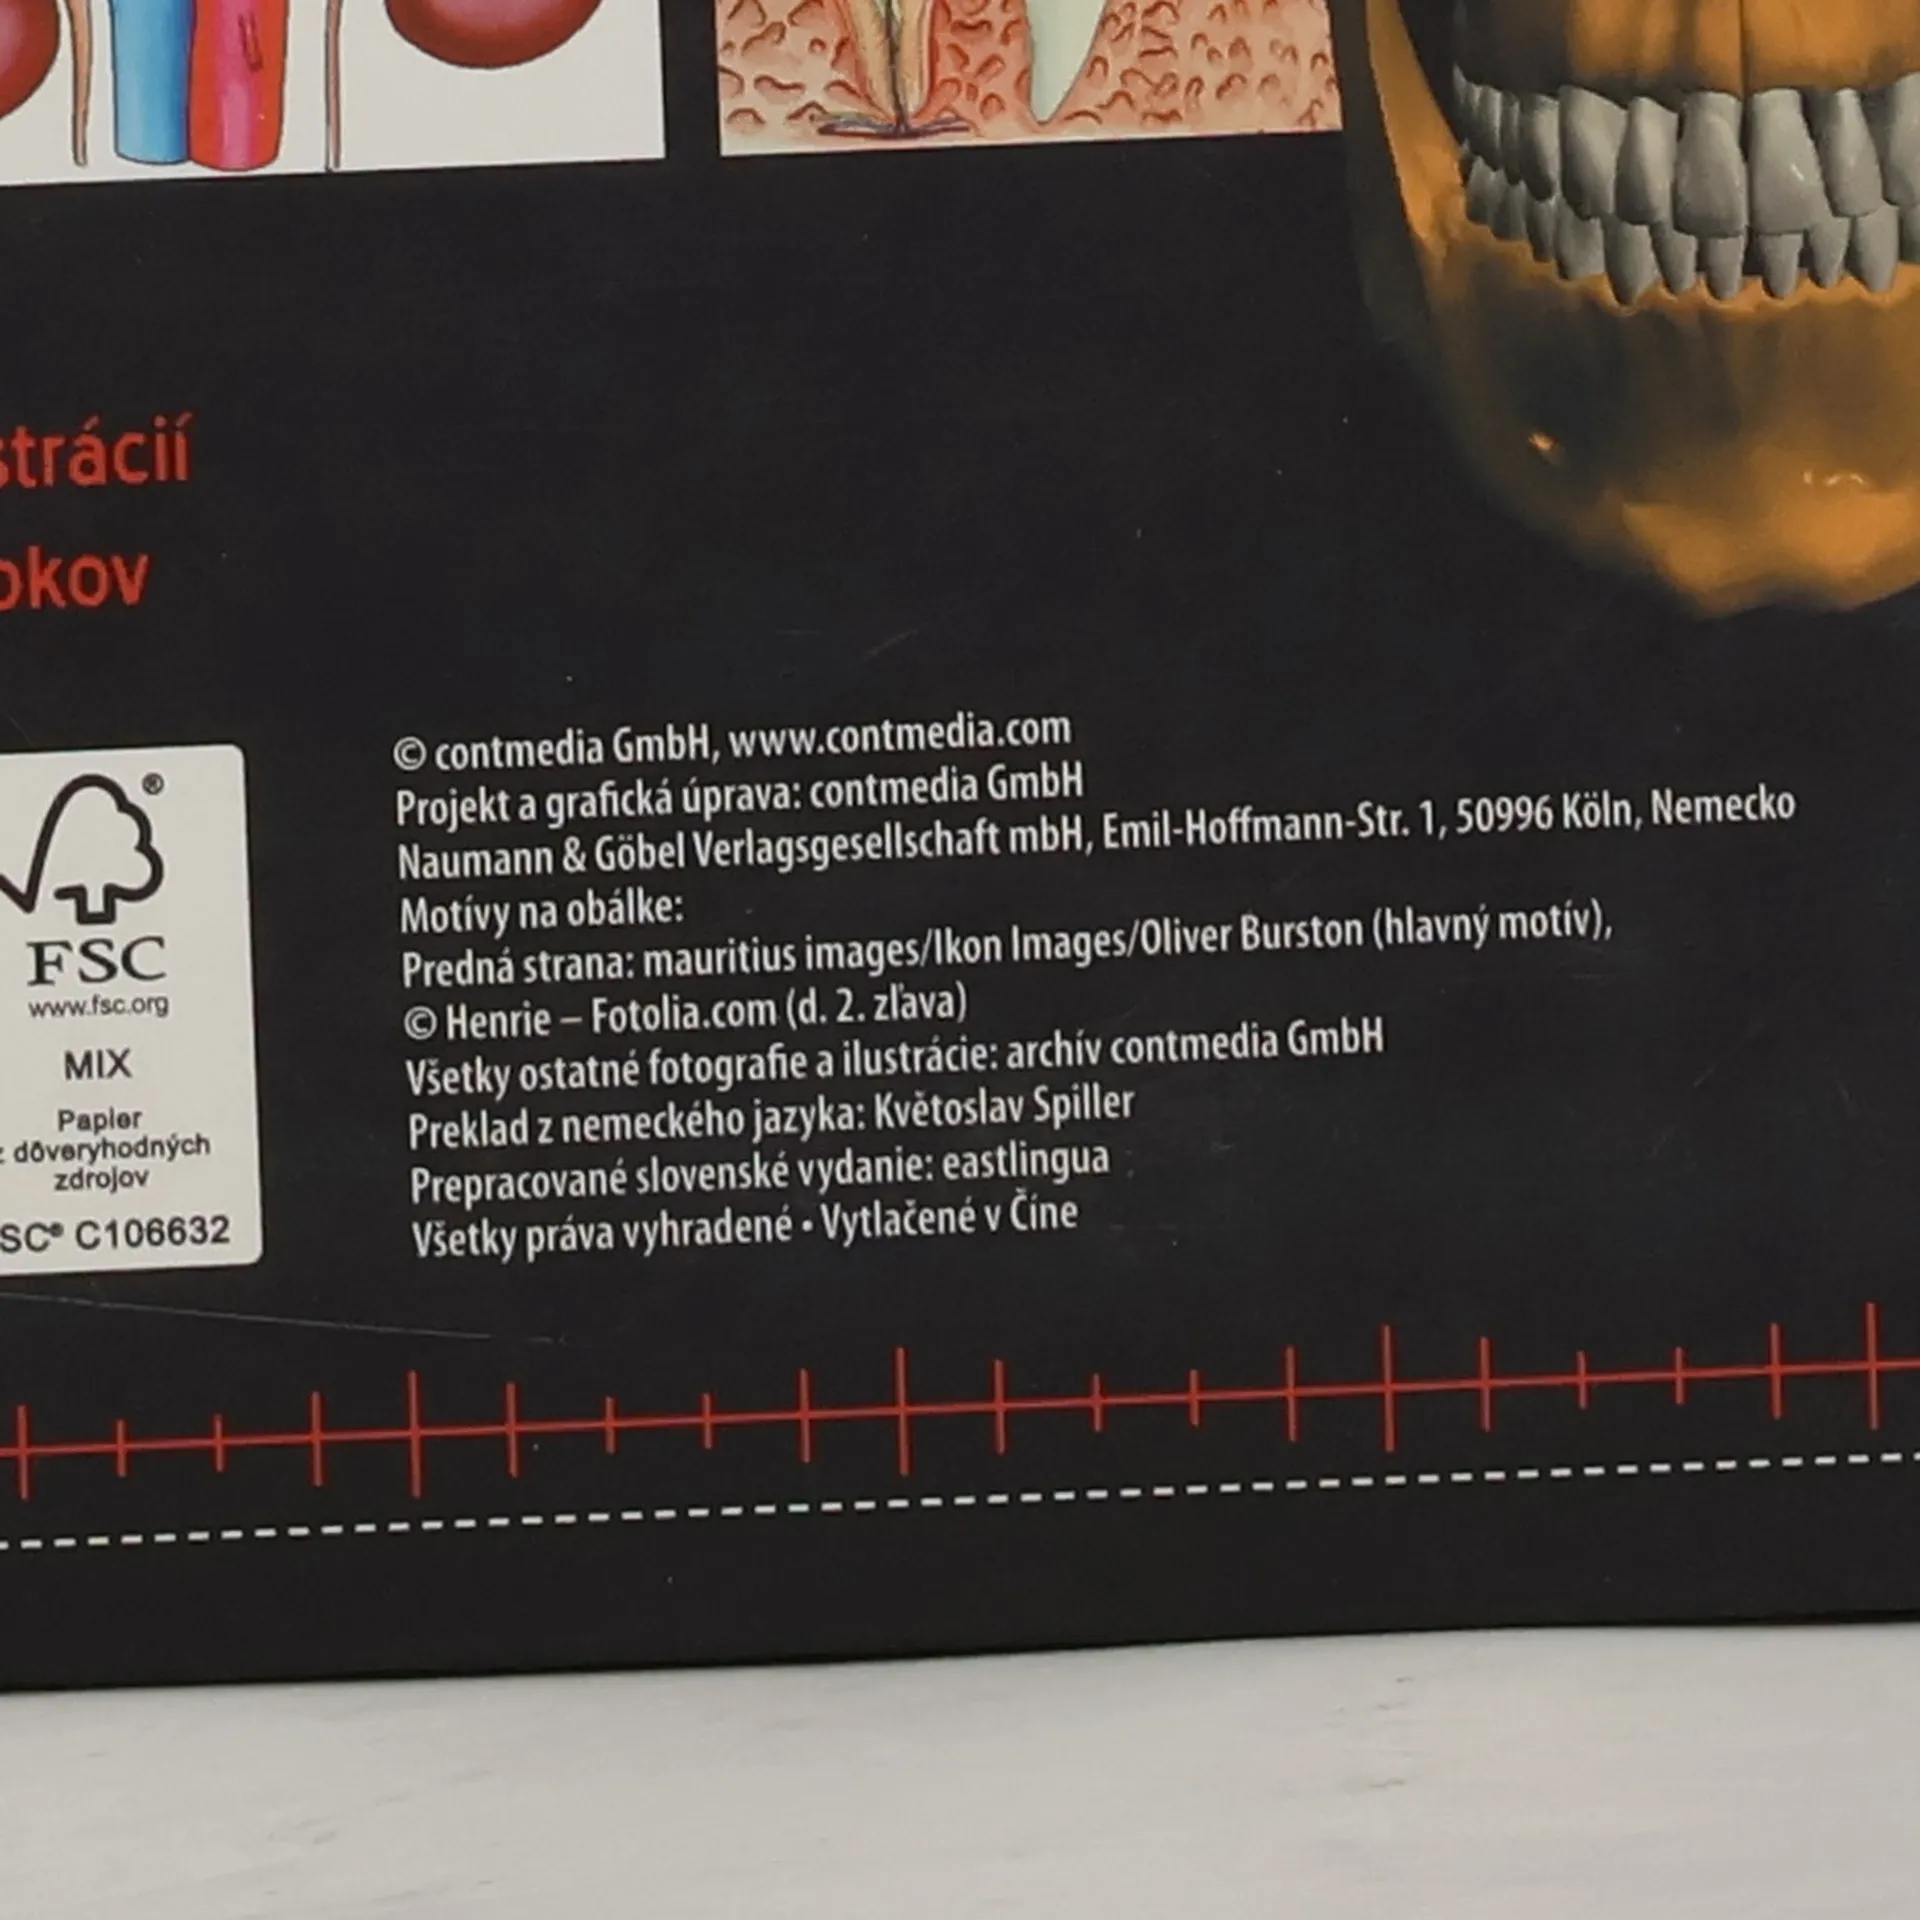 © contmedia GmbH, www.contmedia.com
Projekt a grafická úprava: contmedia GmbH
Naumann & Göbel Verlagsgesellschaft mbH, Emil-Hoffmann-Str. 1, 50996 Köln, Nemecko
Motívy na obálke:
Predná strana: mauritius images/Ikon Images/Oliver Burston (hlavný motív),
© Henrie – Fotolia.com (d. 2. zľava)
Všetky ostatné fotografie a ilustrácie: archív contmedia GmbH
Preklad z nemeckého jazyka: Květoslav Spiller
Prepracované slovenské vydanie: eastlingua
Všetky práva vyhradené • Vytlačené v Číne
®
FSC
www.fsc.org
MIX
Papier
z dôveryhodných
zdrojov
C106632